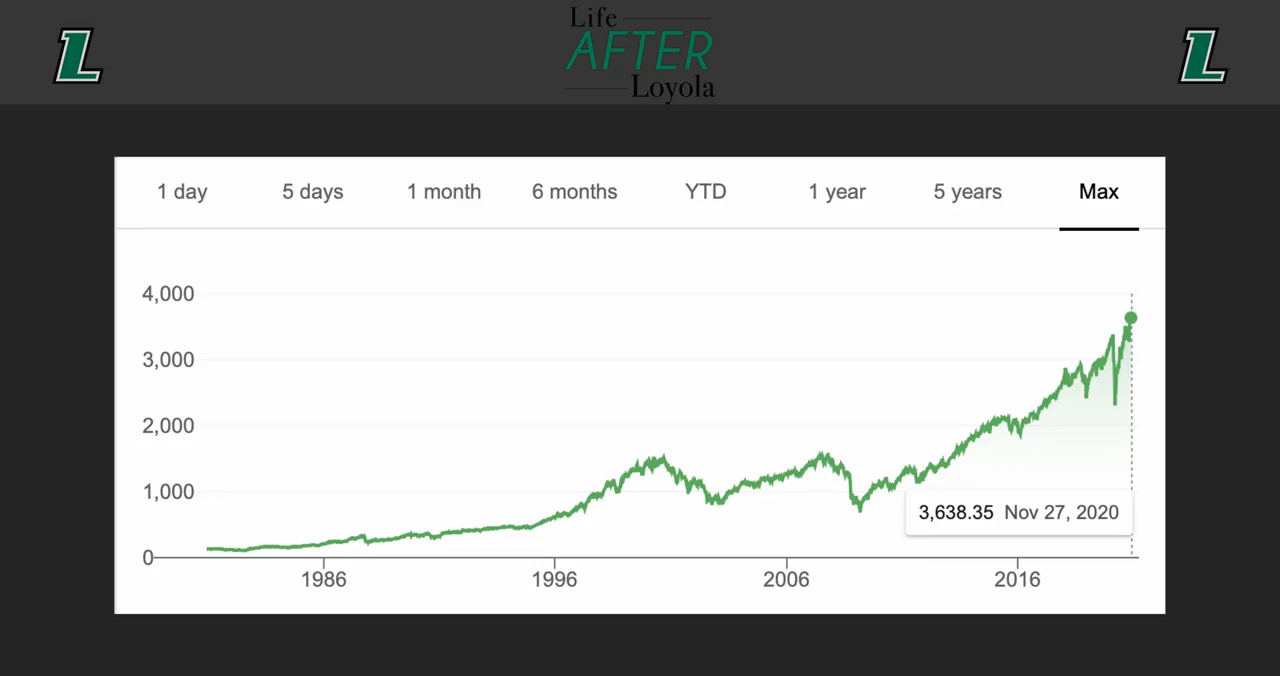 Life
AFTER
Loyola
L
L
1 day 5 days 1 month 6 months YTD 1 year 5 years Max
4,000
3,000
2,000
1,000
3,638.35 Nov 27, 2020
0
1986 1996 2006 2016